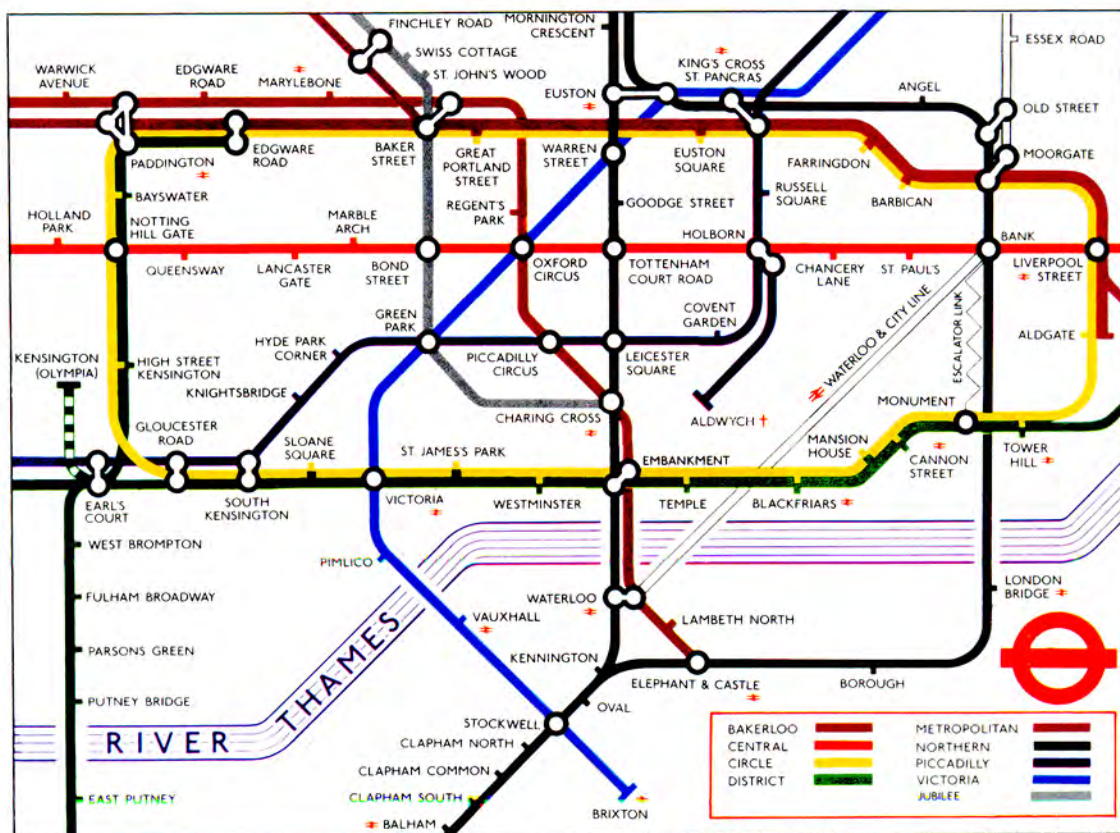 FINCHLEY ROAD
SWISS COTTAGE
ST. JOHN'S WOOD
MORNINGTON
CRESCENT
KING'S CROSS
ST. PANCRAS
ESSEX ROAD
WARWICK
AVENUE
EDGWARE
ROAD
MARYLEBONE
EUSTON
ANGEL
OLD STREET
PADDINGTON
EDGWARE
ROAD
BAKER
STREET
GREAT
PORTLAND
STREET
WARREN
STREET
EUSTON
SQUARE
FARRINGDON
BARBICAN
MOORGATE
BAYSWATER
REGENT'S
PARK
GOODGE STREET
RUSSELL
SQUARE
HOLLAND
PARK
NOTTING
HILL GATE
QUEENSWAY
LANCASTER
GATE
MARBLE
ARCH
BOND
STREET
OXFORD
CIRCUS
TOTTENHAM
COURT ROAD
HOLBORN
CHANCERY
LANE
ST PAUL'S
BANK
LIVERPOOL
STREET
GREEN
PARK
HYDE PARK
CORNER
KNIGHTSBRIDGE
PICCADILLY
CIRCUS
LEICESTER
SQUARE
COVENT
GARDEN
WATERLOO & CITY LINE
ESCALATOR LINK
ALDGATE
KENSINGTON
(OLYMPIA)
HIGH STREET
KENSINGTON
CHARING CROSS
ALDWYCH †
MONUMENT
GLOUCESTER
ROAD
SLOANE
SQUARE
ST. JAMES'S PARK
EMBANKMENT
MANSION
HOUSE
CANNON
STREET
TOWER
HILL
EARL'S
COURT
SOUTH
KENSINGTON
VICTORIA
WESTMINSTER
TEMPLE
BLACKFRIARS
WEST BROMPTON
PIMLICO
FULHAM BROADWAY
VAUXHALL
WATERLOO
LAMBETH NORTH
LONDON
BRIDGE
PARSONS GREEN
KENNINGTON
ELEPHANT & CASTLE
BOROUGH
PUTNEY BRIDGE
OVAL
STOCKWELL
RIVER THAMES
CLAPHAM NORTH
CLAPHAM COMMON
EAST PUTNEY
CLAPHAM SOUTH
BALHAM
BRIXTON
BAKERLOO
CENTRAL
CIRCLE
DISTRICT
METROPOLITAN
NORTHERN
PICCADILLY
VICTORIA
JUBILEE